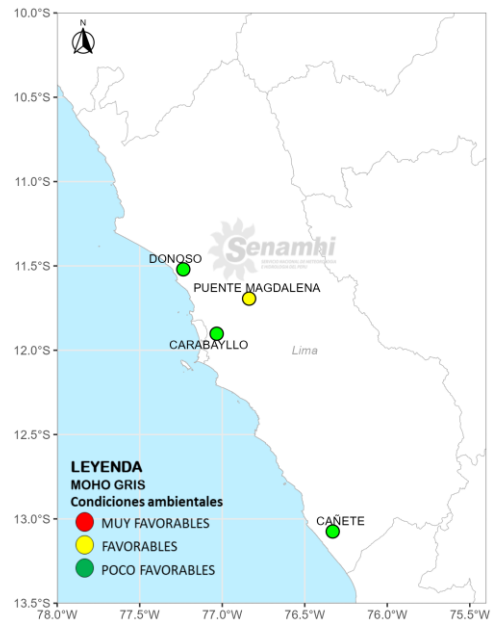 10.0°S
N
10.5°S
11.0°S
Senamhi
DONOSO
11.5°S
PUENTE MAGDALENA
CARABAYLLO
12.0°S
Lima
12.5°S
LEYENDA
MOHO GRIS
Condiciones ambientales
MUY FAVORABLES
FAVORABLES
POCO FAVORABLES
CAÑETE
13.0°S
13.5°S
78.0°W 77.5°W 77.0°W 76.5°W 76.0°W 75.5°W